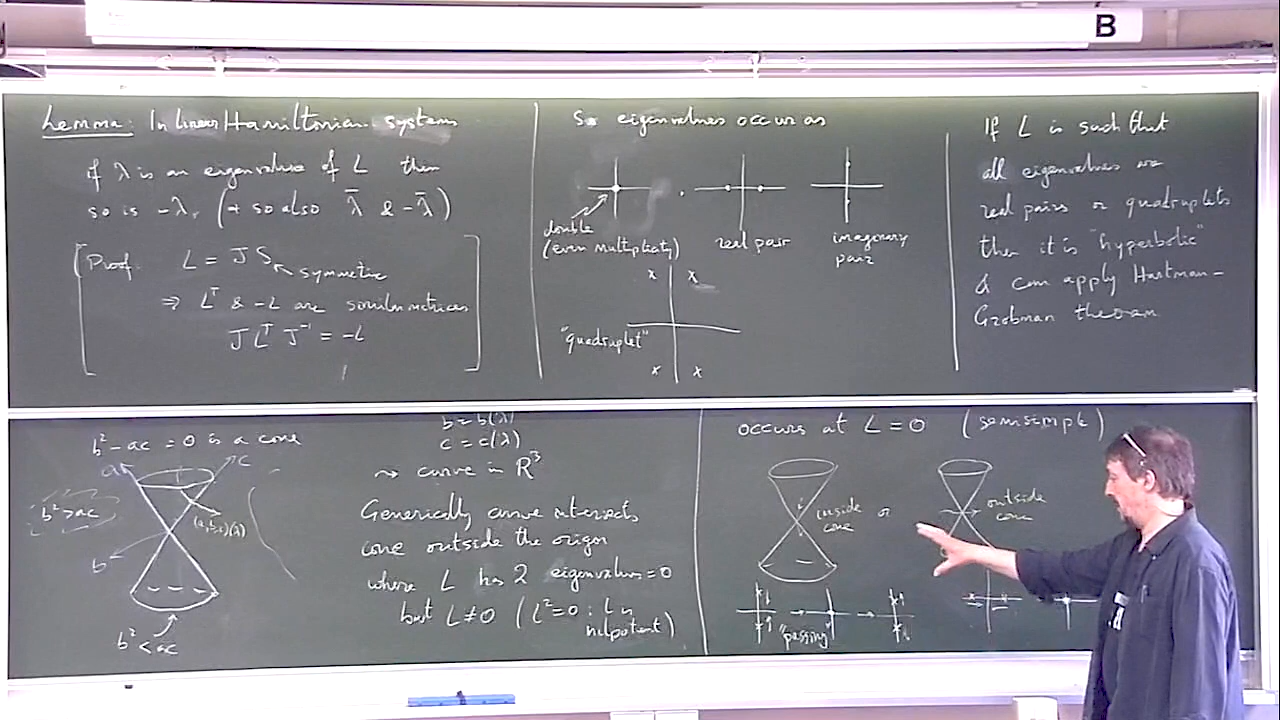 B
Lemma: In linear Hamiltonian systems
if λ is an eigenvalue of L then
so is -λ. (+ so also λ̄ & -λ̄)
Proof. L = JS
symmetric
⇒ Lᵀ & -L are similar matrices
J Lᵀ J⁻¹ = -L
So eigenvalues occur as
double
(even multiplicity)
real pair
imaginary
pair
"quadruplet"
If L is such that
all eigenvalues are
real pairs or quadruplets
then it is "hyperbolic"
& can apply Hartman-
Grobman theorem
b²-ac = 0 is a cone
a
c
b²>ac
(a,b,c)(λ)
b
b² < ac
b = b(λ)
c = c(λ)
⤳ curve in R³
Generically curve intersects
cone outside the origin
where L has 2 eigenvalues = 0
but L≠0 (L²=0 : L is
nilpotent)
occurs at L = 0 (semisimple)
inside
cone
or
outside
cone
"passing"